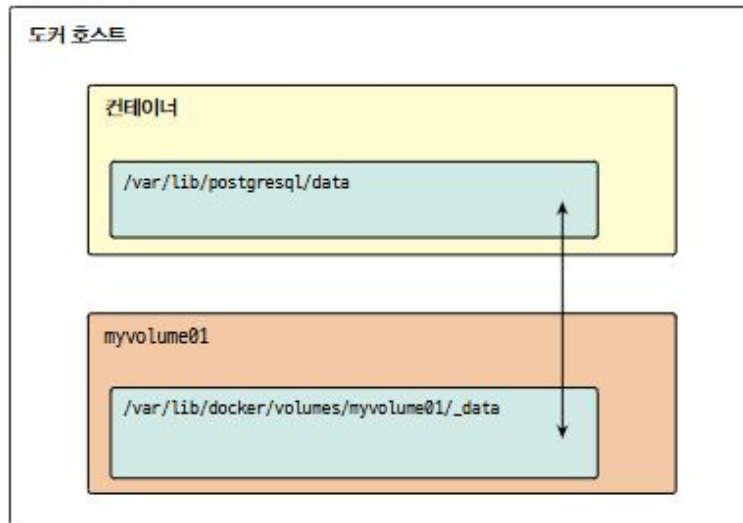 도커 호스트
컨테이너
/var/lib/postgresql/data
myvolume01
/var/lib/docker/volumes/myvolume01/_data